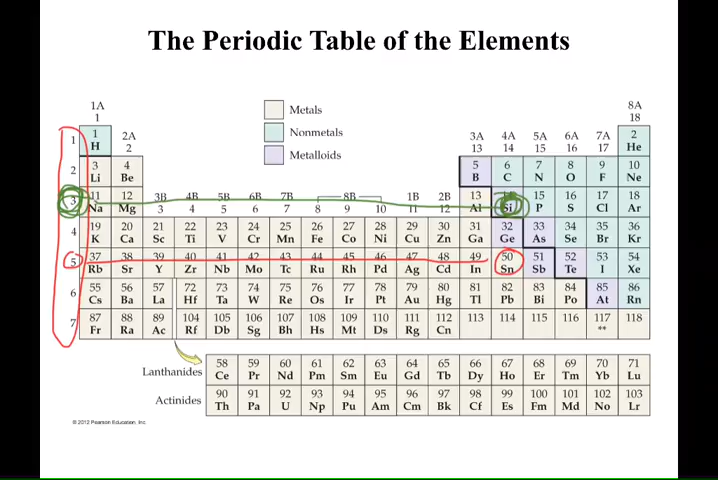 The Periodic Table of the Elements
Metals
Nonmetals
Metalloids
1A 8A
1 18
2A 3A 4A 5A 6A 7A
2 13 14 15 16 17
3B 4B 5B 6B 7B 8B 1B 2B
3 4 5 6 7 8 9 10 11 12
1 1 2
H He
2 3 4 5 6 7 8 9 10
Li Be B C N O F Ne
3 11 12 13 14 15 16 17 18
Na Mg Al Si P S Cl Ar
4 19 20 21 22 23 24 25 26 27 28 29 30 31 32 33 34 35 36
K Ca Sc Ti V Cr Mn Fe Co Ni Cu Zn Ga Ge As Se Br Kr
5 37 38 39 40 41 42 43 44 45 46 47 48 49 50 51 52 53 54
Rb Sr Y Zr Nb Mo Tc Ru Rh Pd Ag Cd In Sn Sb Te I Xe
6 55 56 57 72 73 74 75 76 77 78 79 80 81 82 83 84 85 86
Cs Ba La Hf Ta W Re Os Ir Pt Au Hg Tl Pb Bi Po At Rn
7 87 88 89 104 105 106 107 108 109 110 111 112 113 114 115 116 117 118
Fr Ra Ac Rf Db Sg Bh Hs Mt Ds Rg Cn **
Lanthanides 58 59 60 61 62 63 64 65 66 67 68 69 70 71
Ce Pr Nd Pm Sm Eu Gd Tb Dy Ho Er Tm Yb Lu
Actinides 90 91 92 93 94 95 96 97 98 99 100 101 102 103
Th Pa U Np Pu Am Cm Bk Cf Es Fm Md No Lr
© 2012 Pearson Education, Inc.